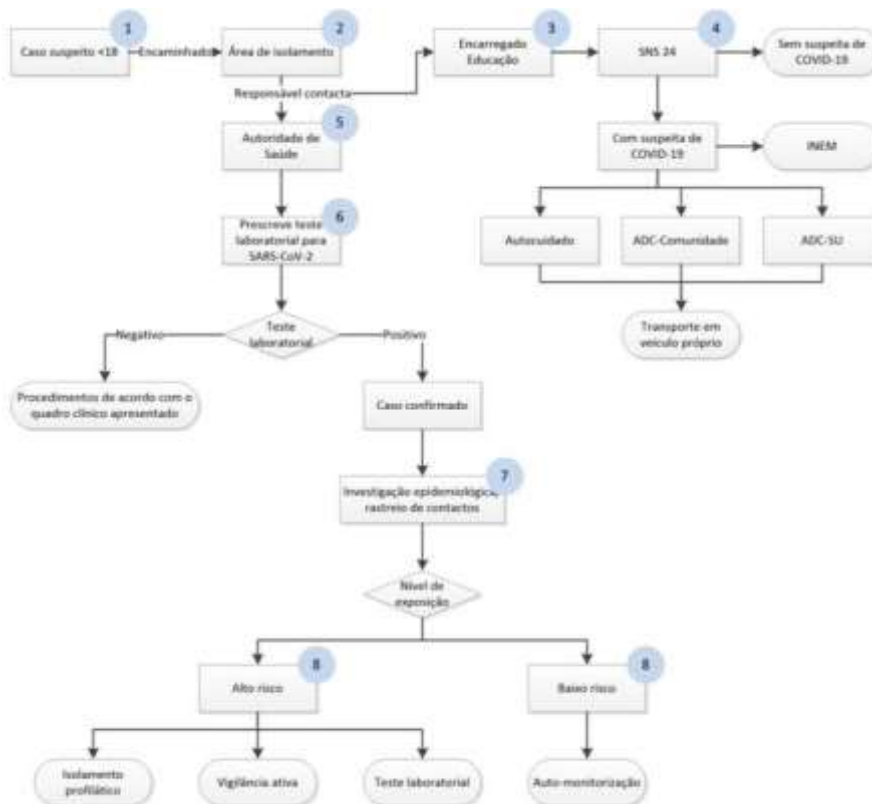 1
2
3
4
Caso suspeito <18
Encaminhado
Área de isolamento
Encarregado
Educação
SNS 24
Sem suspeita de
COVID-19
Responsável contacta
5
Autoridade de
Saúde
Com suspeita de
COVID-19
INEM
6
Prescreve teste
laboratorial para
SARS-CoV-2
Autocuidado
ADC-Comunidade
ADC-SU
Negativo
Teste
laboratorial
Positivo
Transporte em
veículo próprio
Procedimentos de acordo com o
quadro clínico apresentado
Caso confirmado
7
Investigação epidemiológica,
rastreio de contactos
Nível de
exposição
8
8
Alto risco
Baixo risco
Isolamento
profilático
Vigilância ativa
Teste laboratorial
Auto-monitorização